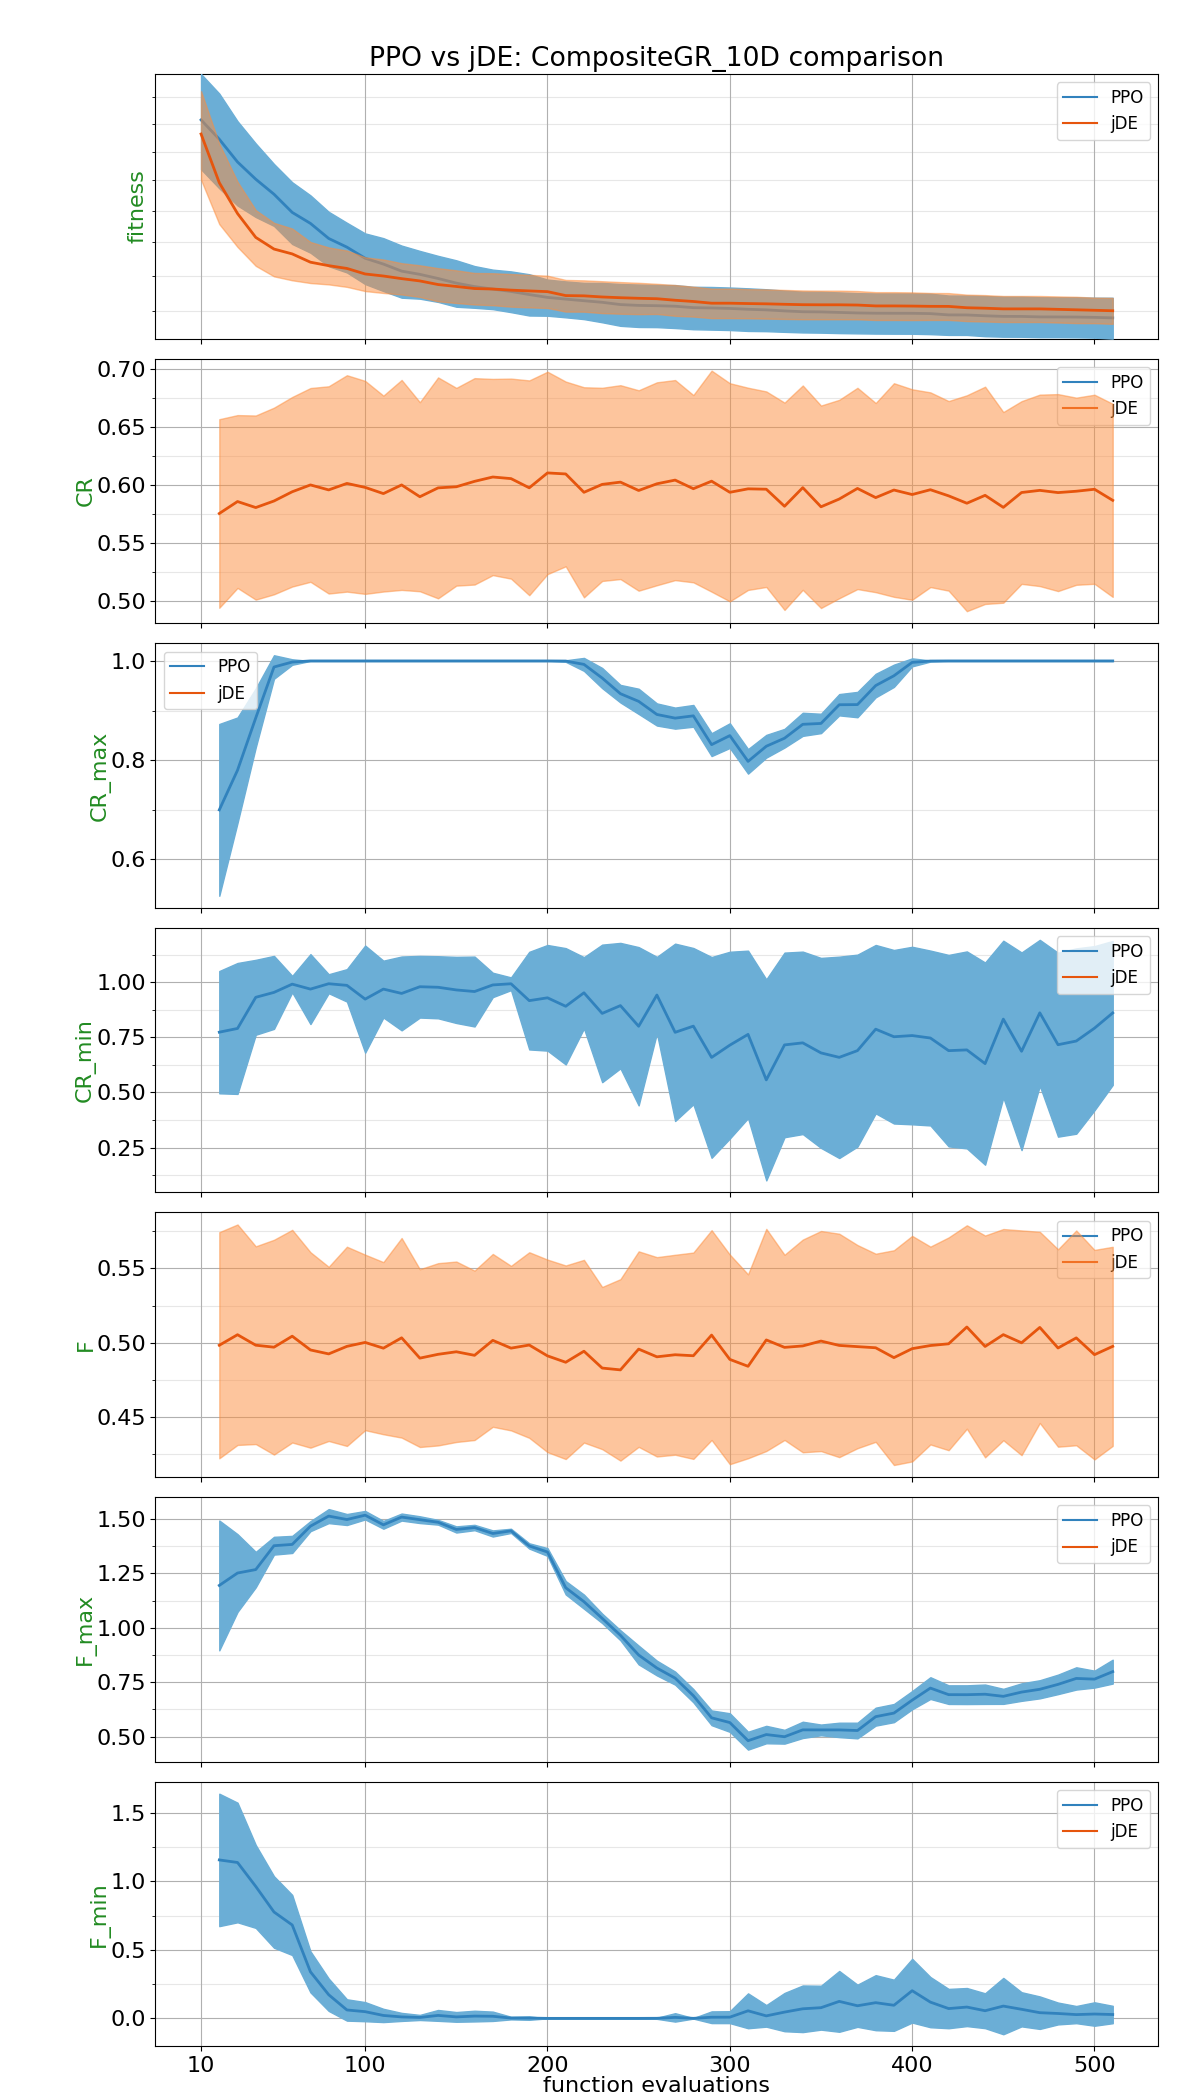 PPO vs jDE: CompositeGR_10D comparison
fitness
PPO
jDE
CR
0.70
0.65
0.60
0.55
0.50
PPO
jDE
CR_max
1.0
0.8
0.6
PPO
jDE
CR_min
1.00
0.75
0.50
0.25
PPO
jDE
F
0.55
0.50
0.45
PPO
jDE
F_max
1.50
1.25
1.00
0.75
0.50
PPO
jDE
F_min
1.5
1.0
0.5
0.0
PPO
jDE
10 100 200 300 400 500
function evaluations